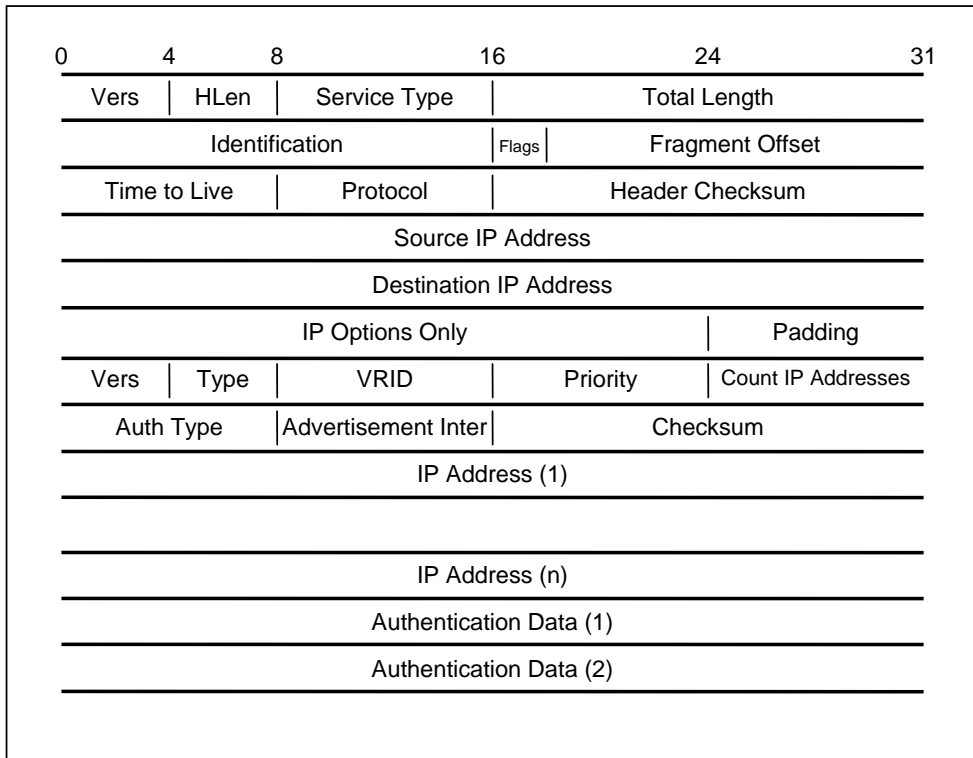 0 4 8 16 24 31
Vers HLen Service Type Total Length
Identification Flags Fragment Offset
Time to Live Protocol Header Checksum
Source IP Address
Destination IP Address
IP Options Only Padding
Vers Type VRID Priority Count IP Addresses
Auth Type Advertisement Inter Checksum
IP Address (1)
IP Address (n)
Authentication Data (1)
Authentication Data (2)